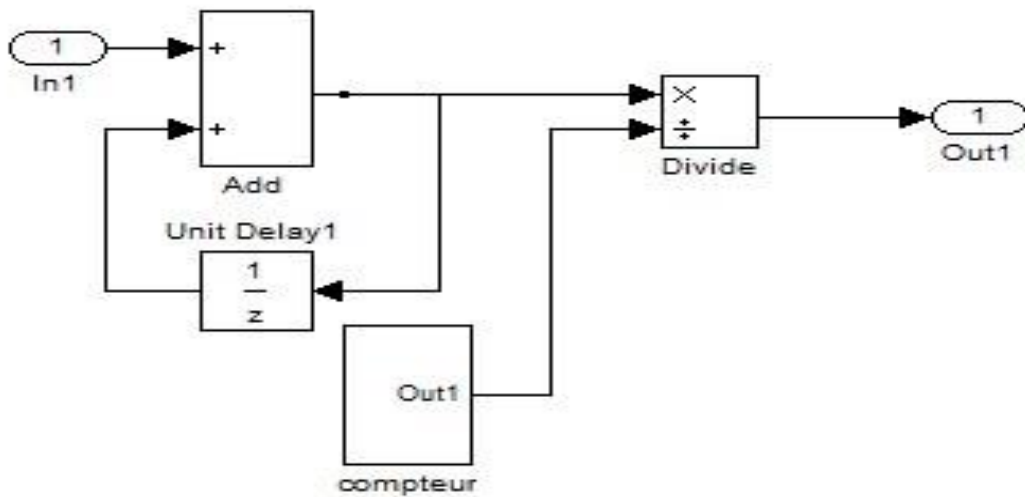 1
In1
+
+
Add
Unit Delay1
1
z
Out1
compteur
×
÷
Divide
1
Out1